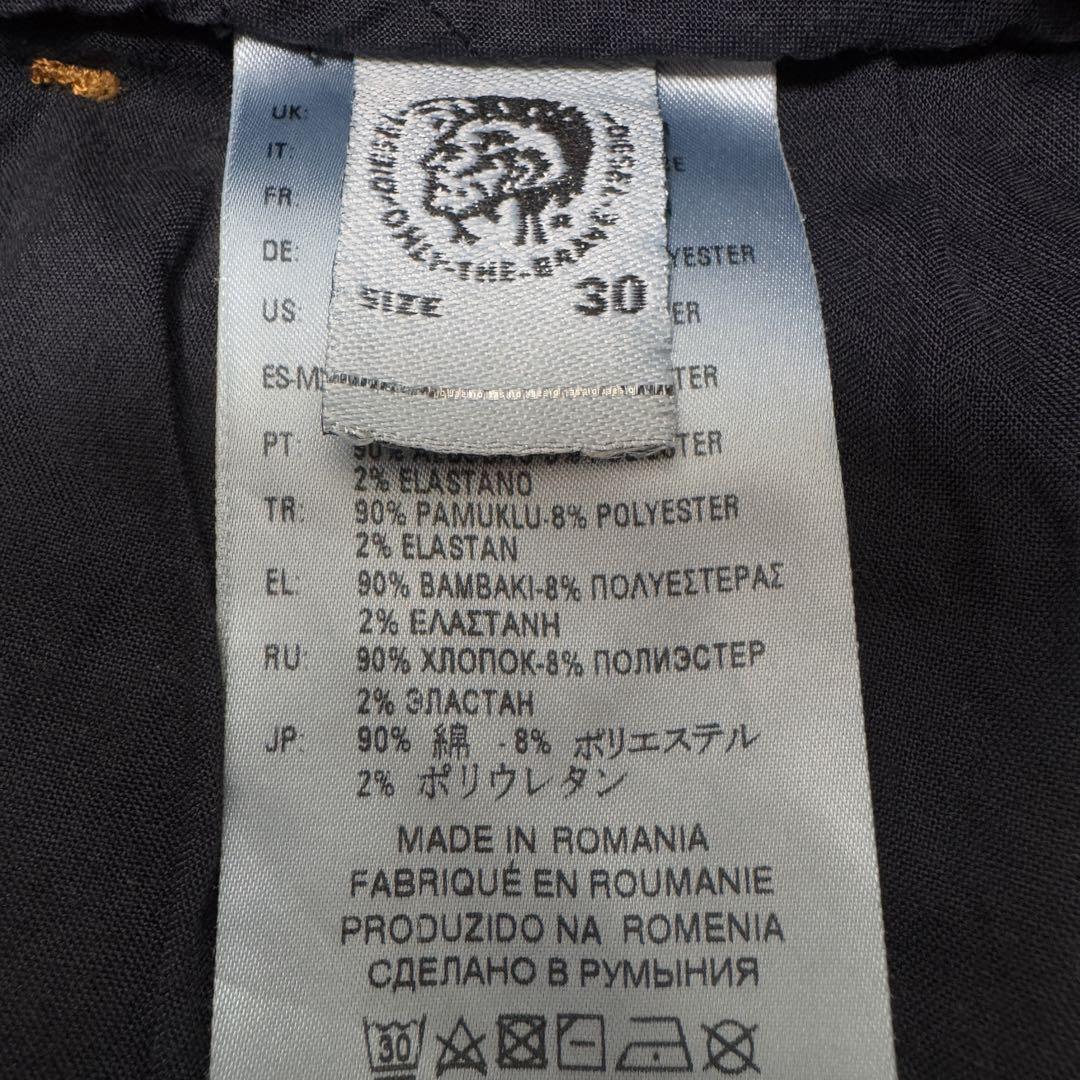 DIESEL
ONLY-THE-BRAVE
DIESEL
SIZE 30
UK:
IT:
FR
DE: YESTER
US: ER
ES-M TER
PT: TER
2% ELASTANO
TR: 90% PAMUKLU-8% POLYESTER
2% ELASTAN
EL: 90% BAMBAKI-8% ΠΟΛΥΕΣΤΕΡΑΣ
2% ΕΛΑΣΤΑΝΗ
RU: 90% ХЛОПОК-8% ПОЛИЭСТЕР
2% ЭЛАСТАН
JP: 90% 綿 -8% ポリエステル
2% ポリウレタン
MADE IN ROMANIA
FABRIQUÉ EN ROUMANIE
PRODUZIDO NA ROMENIA
СДЕЛАНО В РУМЫНИЯ
30